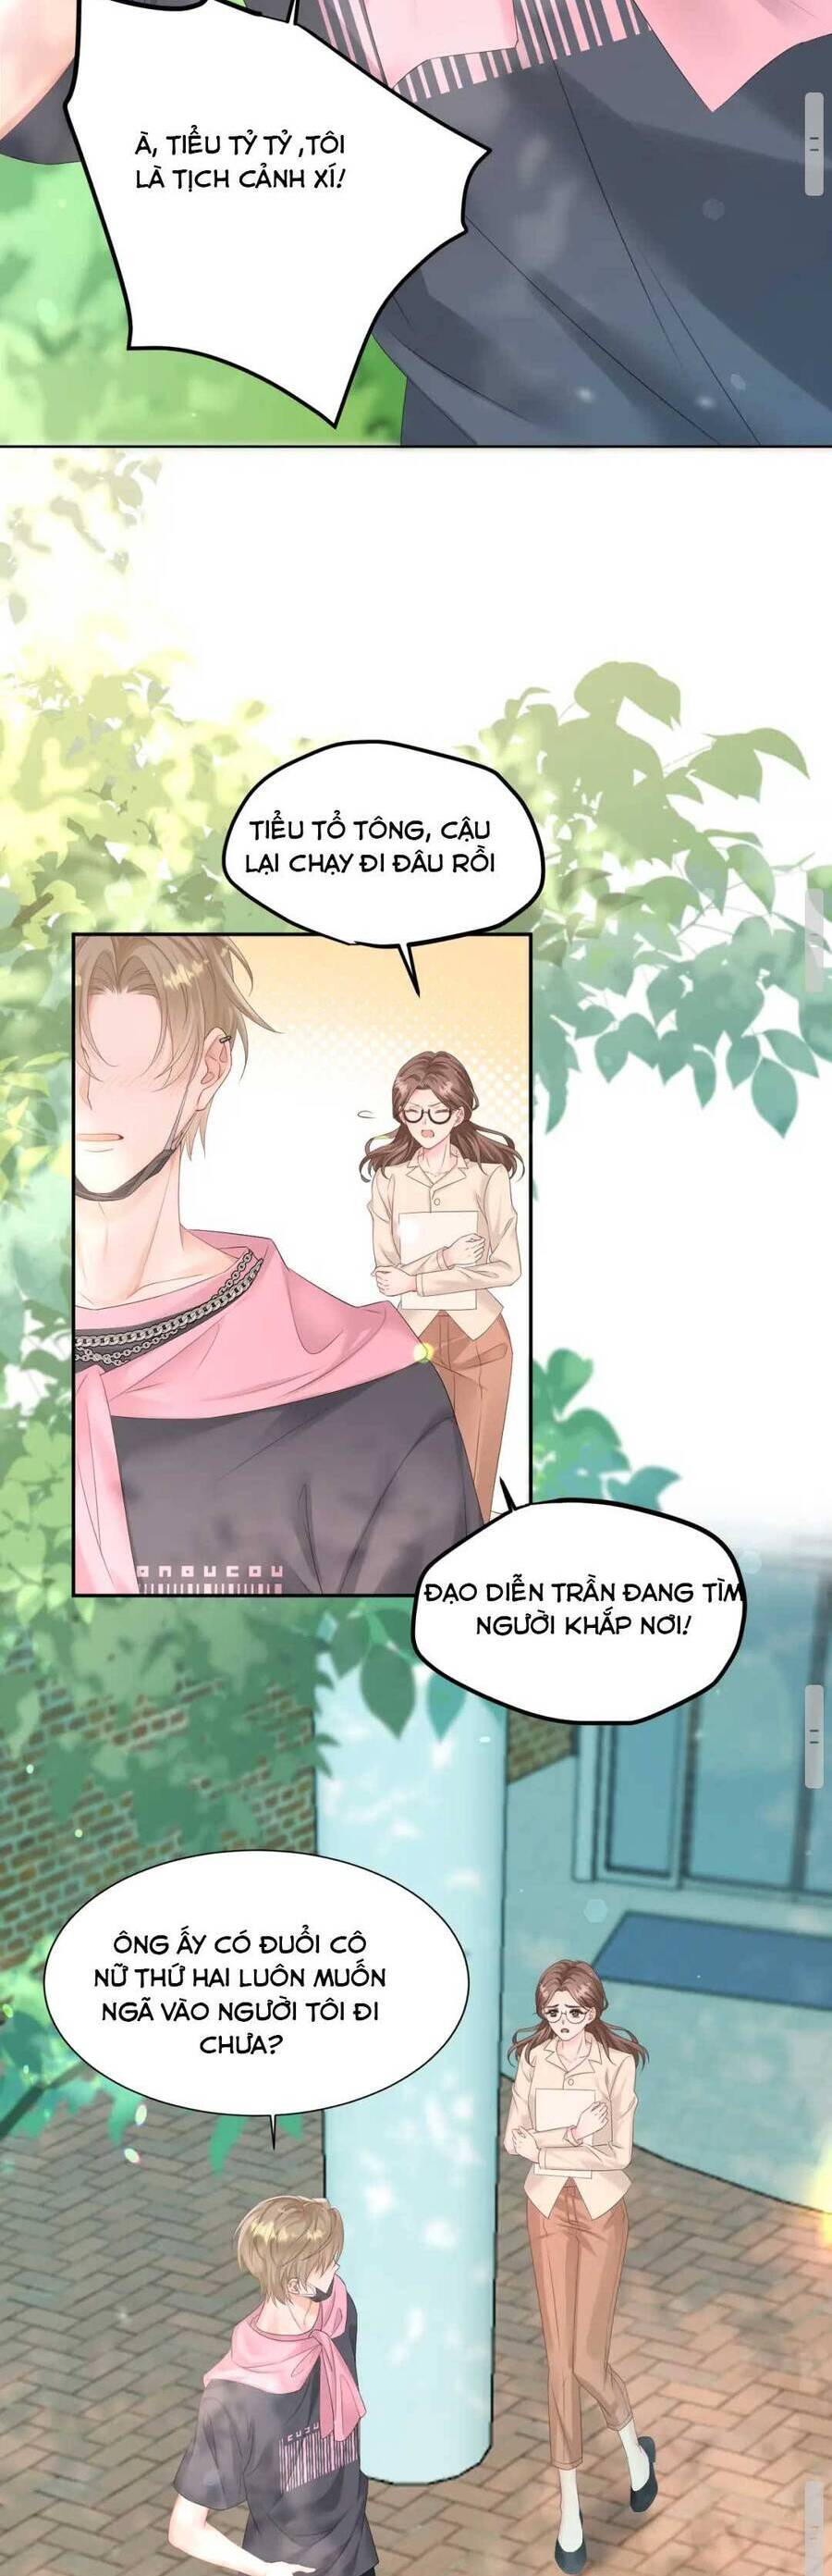 À, TIỂU TỶ TỶ ,TÔI
LÀ TỊCH CẢNH XÍ!
TIỂU TỔ TÔNG, CẬU
LẠI CHẠY ĐI ĐÂU RỒI
ĐẠO DIỄN TRẦN ĐANG TÌM
NGƯỜI KHẮP NƠI!
ÔNG ẤY CÓ ĐUỔI CÔ
NỮ THỨ HAI LUÔN MUỐN
NGÃ VÀO NGƯỜI TÔI ĐI
CHƯA?